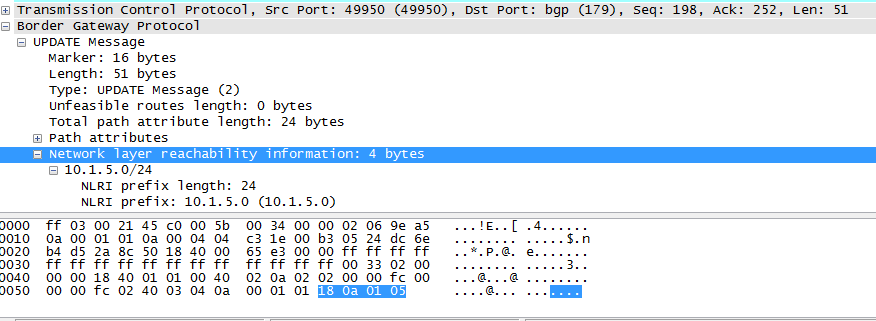 Transmission Control Protocol, Src Port: 49950 (49950), Dst Port: bgp (179), Seq: 198, Ack: 252, Len: 51
Border Gateway Protocol
UPDATE Message
Marker: 16 bytes
Length: 51 bytes
Type: UPDATE Message (2)
Unfeasible routes length: 0 bytes
Total path attribute length: 24 bytes
Path attributes
Network layer reachability information: 4 bytes
10.1.5.0/24
NLRI prefix length: 24
NLRI prefix: 10.1.5.0 (10.1.5.0)
0000 ff 03 00 21 45 c0 00 5b 00 34 00 00 02 06 9e a5 ...!E..[ .4......
0010 0a 00 01 01 0a 00 04 04 c3 1e 00 b3 05 24 dc 6e ........ .....$.n
0020 b4 d5 2a 8c 50 18 40 00 65 e3 00 00 ff ff ff ff ..*.P.@. e.......
0030 ff ff ff ff ff ff ff ff ff ff ff ff 00 33 02 00 ........ .....3..
0040 00 00 18 40 01 01 00 40 02 0a 02 02 00 00 fc 00 ...@...@ ........
0050 00 00 fc 02 40 03 04 0a 00 01 01 18 0a 01 05 ....@... .......